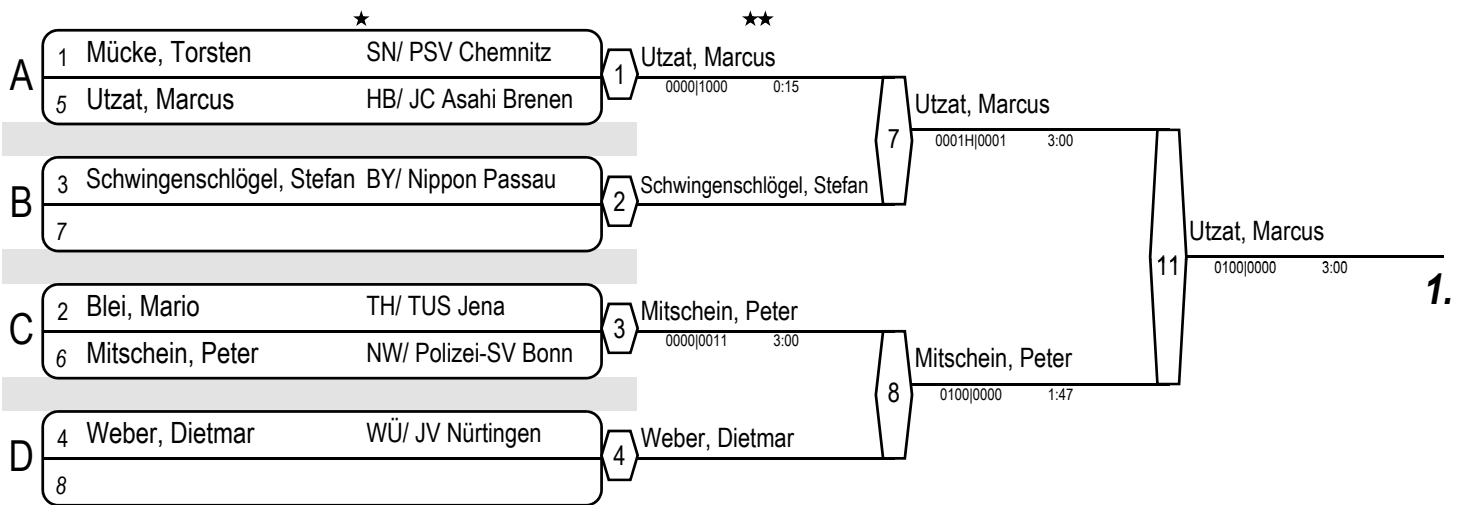 ★ ★★
A
1 Mücke, Torsten SN/ PSV Chemnitz
5 Utzat, Marcus HB/ JC Asahi Brenen
1
Utzat, Marcus
0000|1000 0:15
B
3 Schwingenschlögel, Stefan BY/ Nippon Passau
7
2
Schwingenschlögel, Stefan
7
Utzat, Marcus
0001H|0001 3:00
C
2 Blei, Mario TH/ TUS Jena
6 Mitschein, Peter NW/ Polizei-SV Bonn
3
Mitschein, Peter
0000|0011 3:00
D
4 Weber, Dietmar WÜ/ JV Nürtingen
8
4
Weber, Dietmar
8
Mitschein, Peter
0100|0000 1:47
11
Utzat, Marcus
0100|0000 3:00
1.